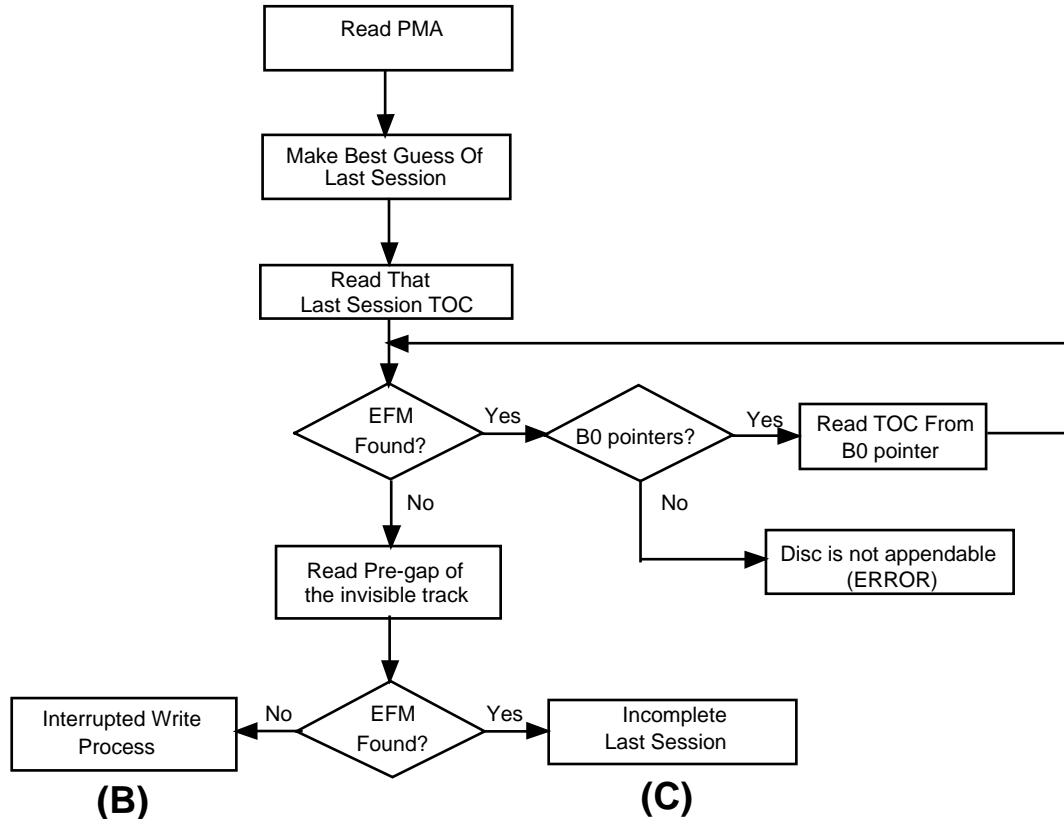 Read PMA
Make Best Guess Of
Last Session
Read That
Last Session TOC
EFM
Found?
Yes
B0 pointers?
Yes
Read TOC From
B0 pointer
No
No
Disc is not appendable
(ERROR)
Read Pre-gap of
the invisible track
EFM
Found?
No
Yes
Interrupted Write
Process
Incomplete
Last Session
(B)
(C)